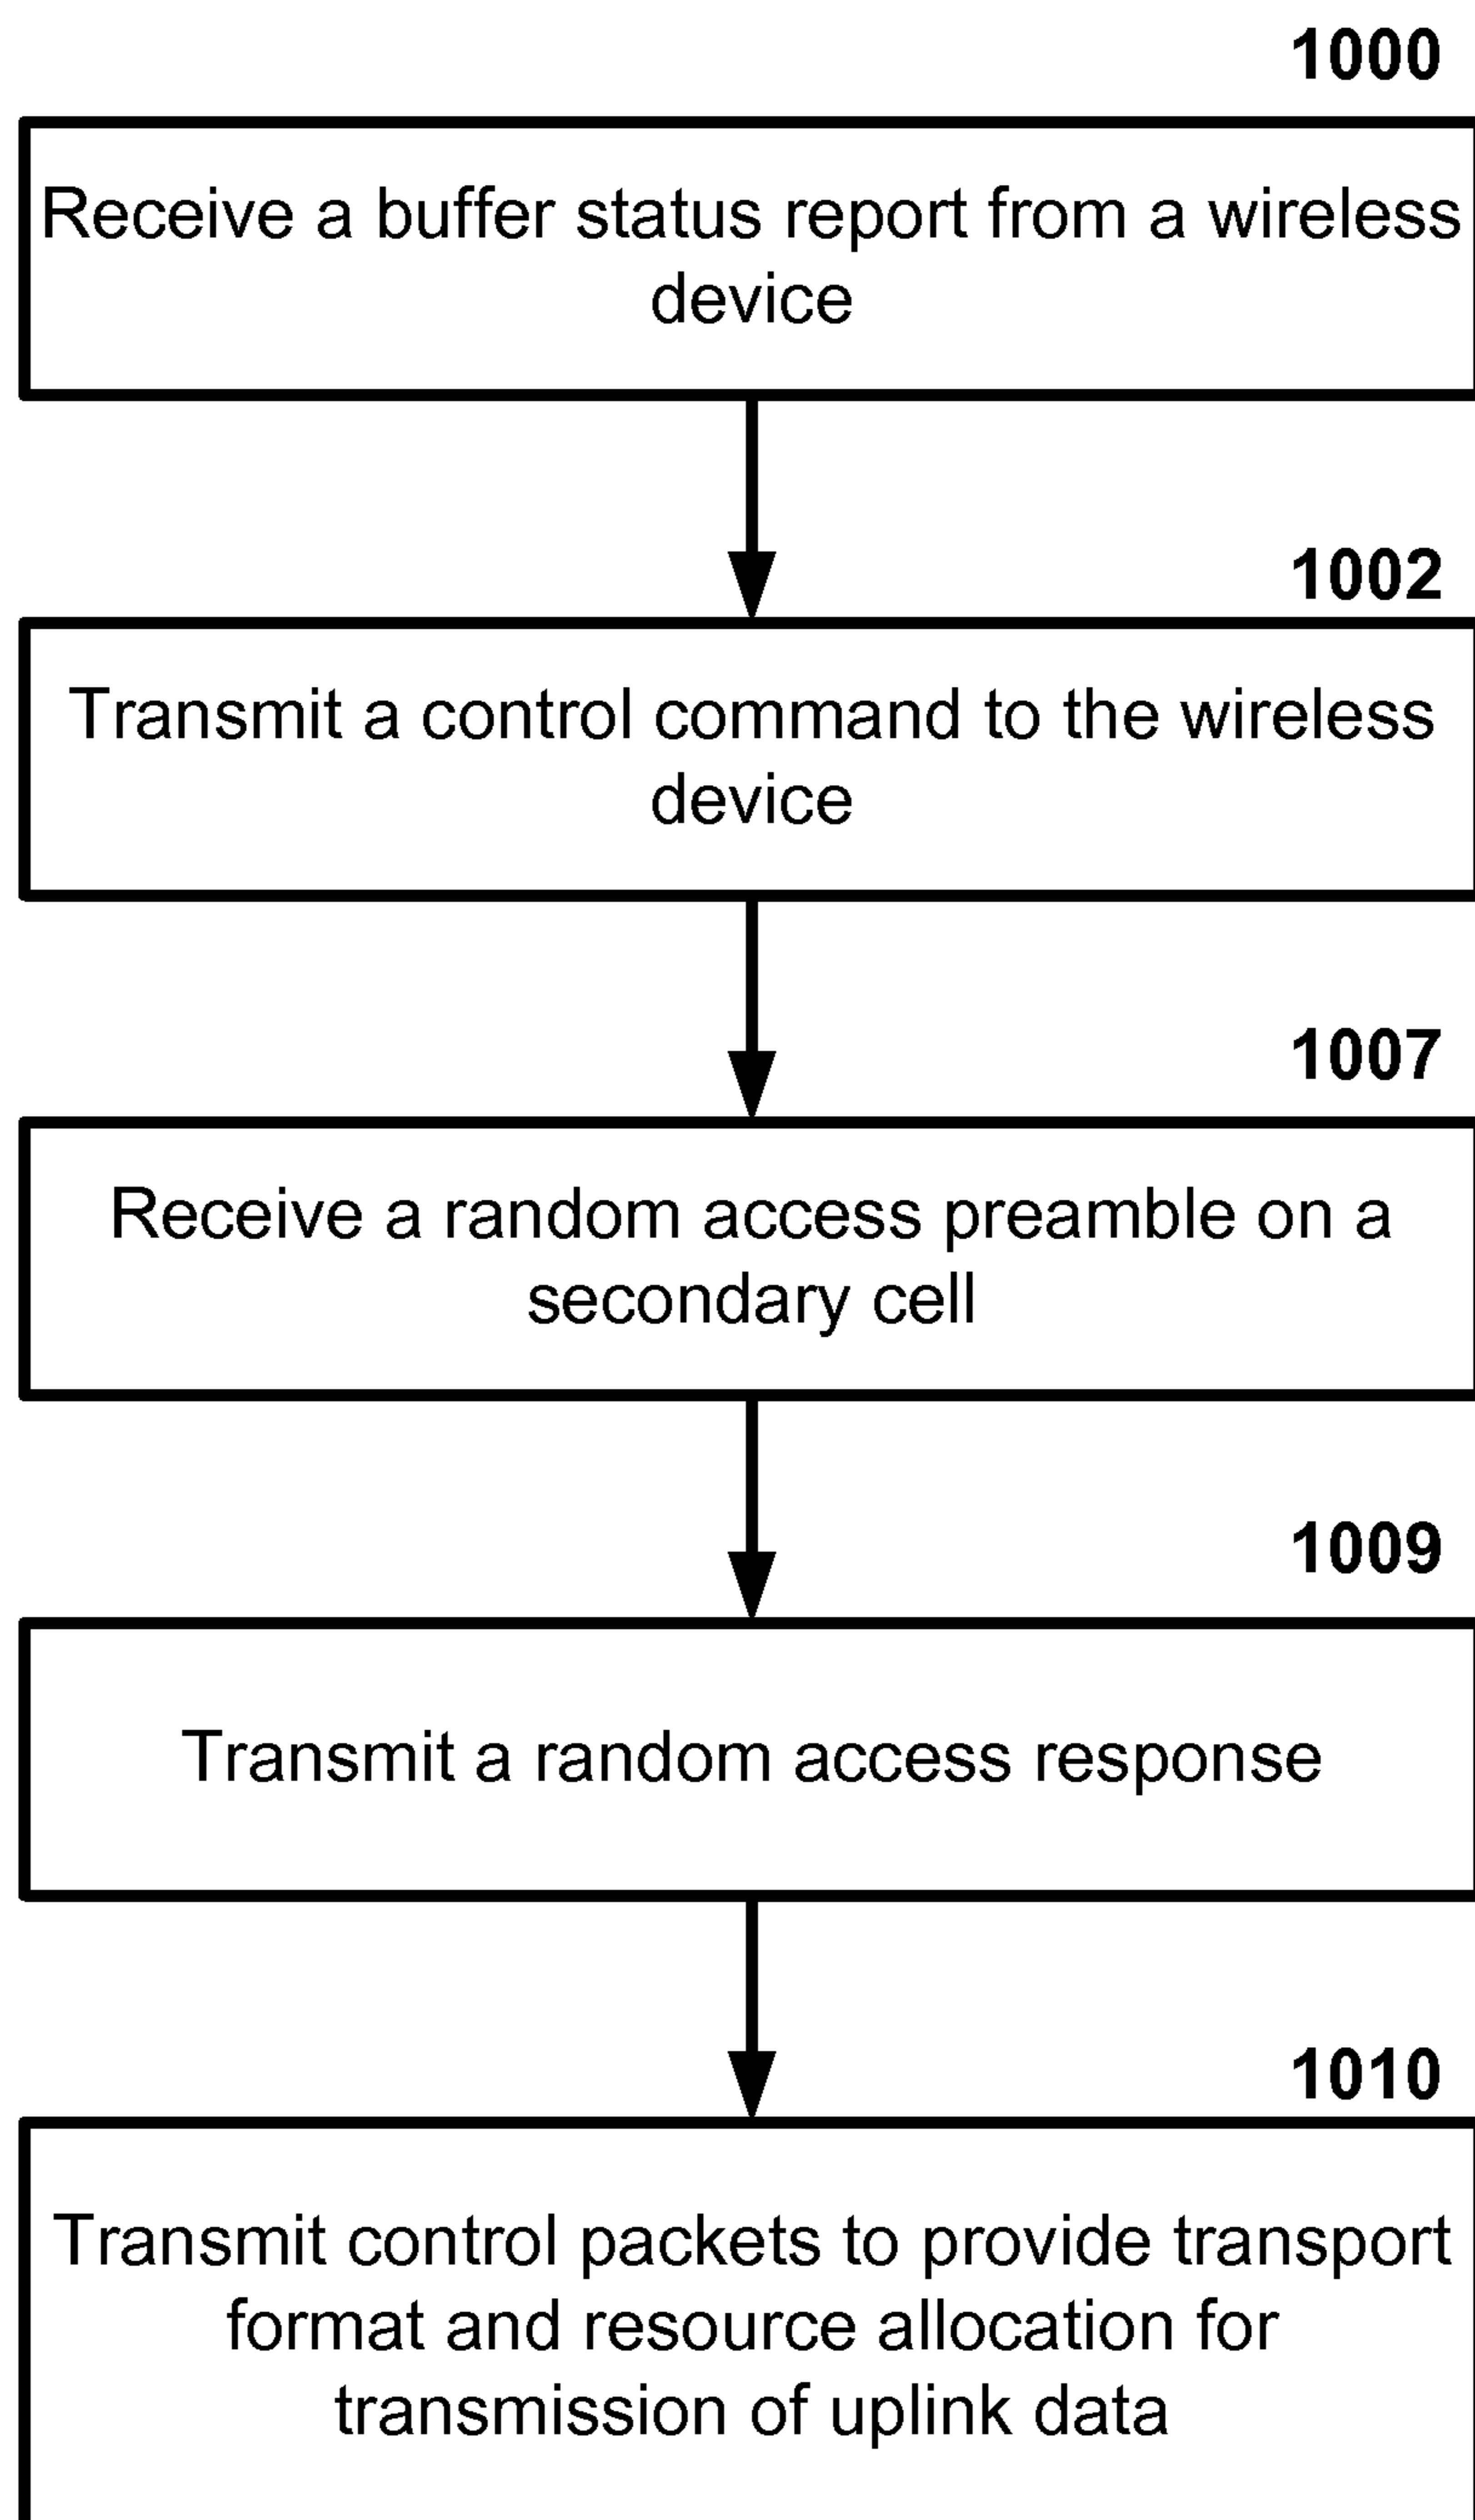 1000
Receive a buffer status report from a wireless
device
1002
Transmit a control command to the wireless
device
1007
Receive a random access preamble on a
secondary cell
1009
Transmit a random access response
1010
Transmit control packets to provide transport
format and resource allocation for
transmission of uplink data